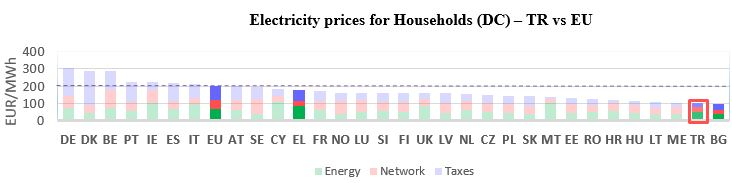 Electricity prices for Households (DC) – TR vs EU
EUR/MWh
400
300
200
100
0
DE DK BE PT IE ES IT EU AT SE CY EL FR NO LU SI FI UK LV NL CZ PL SK MT EE RO HR HU LT ME TR BG
Energy Network Taxes